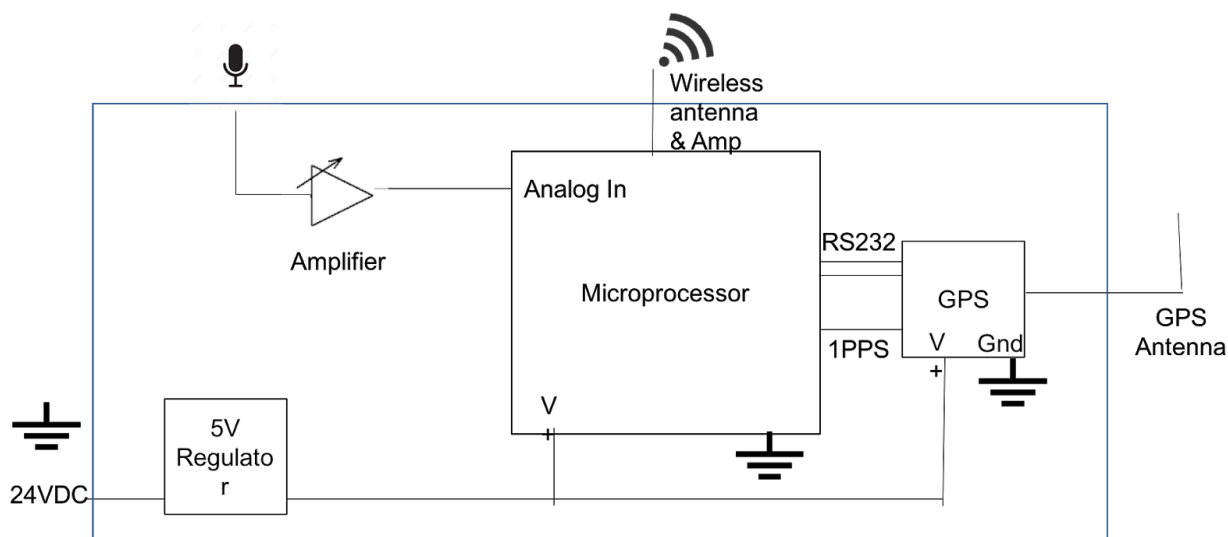 Wireless
antenna
& Amp
Analog In
Amplifier
Microprocessor
RS232
GPS
1PPS
V
+
Gnd
GPS
Antenna
V
+
5V
Regulato
r
24VDC